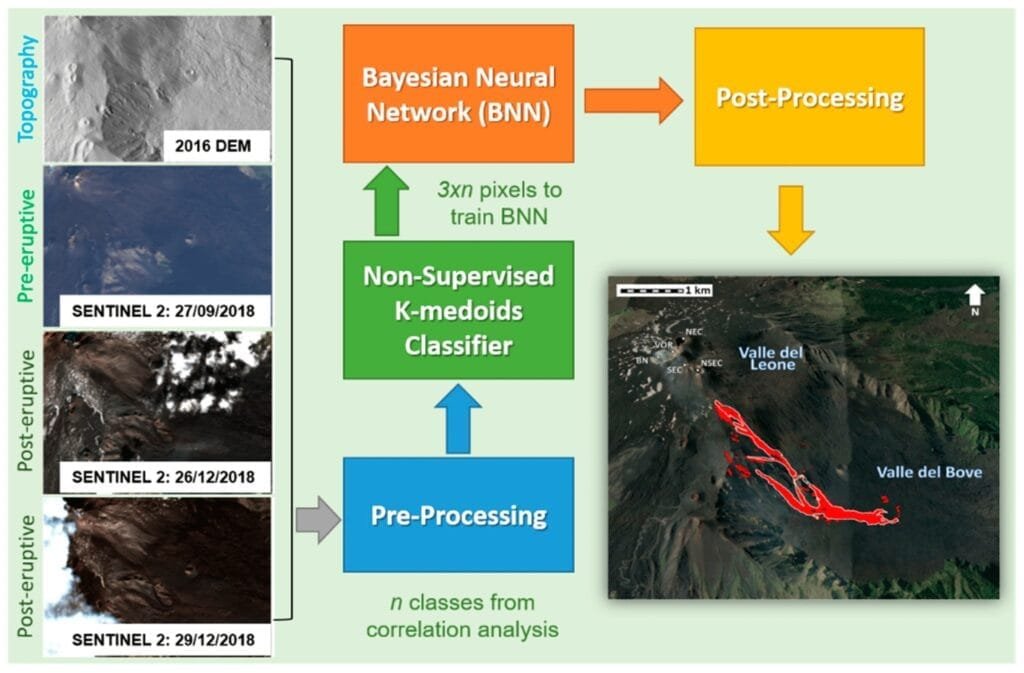 Topography
2016 DEM
Pre-eruptive
SENTINEL 2: 27/09/2018
Post-eruptive
SENTINEL 2: 26/12/2018
Post-eruptive
SENTINEL 2: 29/12/2018
Bayesian Neural
Network (BNN)
3xn pixels to
train BNN
Non-Supervised
K-medoids
Classifier
Pre-Processing
n classes from
correlation analysis
Post-Processing
1 km
N
NEC
VOR
BN
NSEC
SEC
Valle del
Leone
Valle del Bove